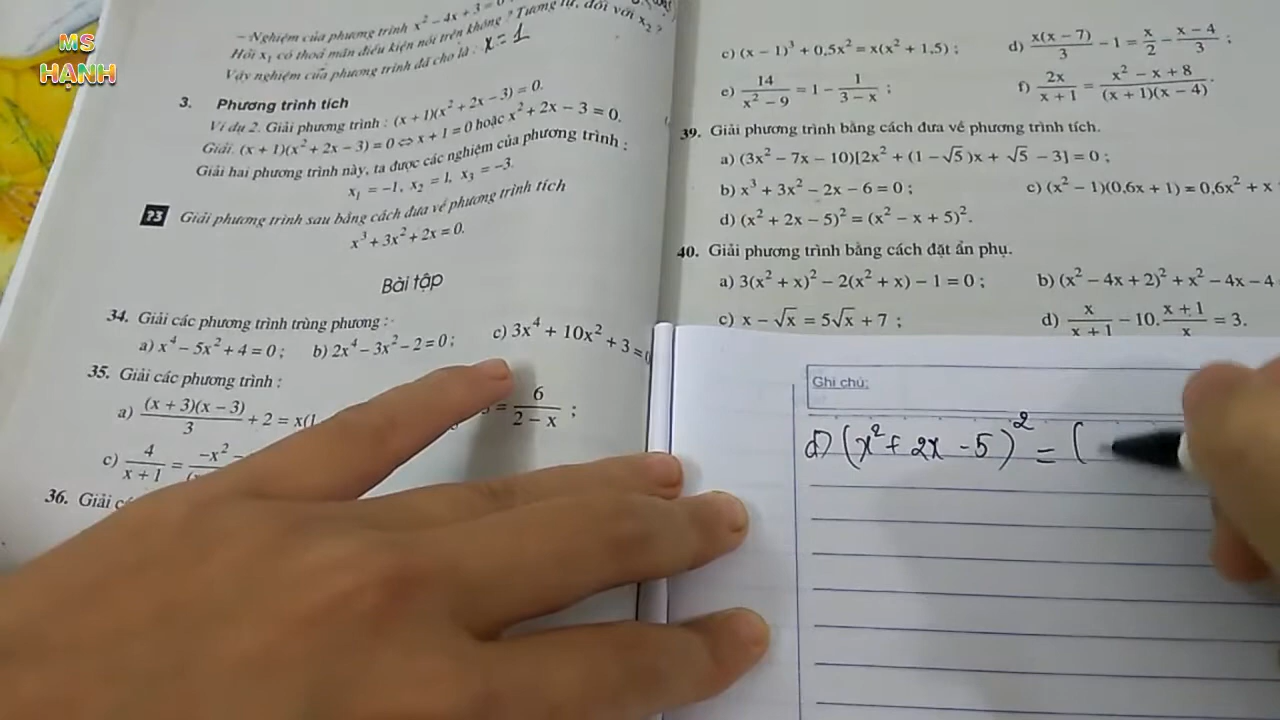 MS
HẠNH
– Nghiệm của phương trình x² – 4x + 3 = 0
Hỏi x₁ có thoả mãn điều kiện nói trên không ? Tương tự, đối với x₂ ?
Vậy nghiệm của phương trình đã cho là : x = 1
3. Phương trình tích
Ví dụ 2. Giải phương trình : (x + 1)(x² + 2x – 3) = 0.
Giải. (x + 1)(x² + 2x – 3) = 0 ⇔ x + 1 = 0 hoặc x² + 2x – 3 = 0.
Giải hai phương trình này, ta được các nghiệm của phương trình :
x₁ = –1, x₂ = 1, x₃ = –3.
?3 Giải phương trình sau bằng cách đưa về phương trình tích
x³ + 3x² + 2x = 0.
Bài tập
34. Giải các phương trình trùng phương :
a) x⁴ – 5x² + 4 = 0 ; b) 2x⁴ – 3x² – 2 = 0 ; c) 3x⁴ + 10x² + 3 = 0
35. Giải các phương trình :
a) (x + 3)(x – 3)/3 + 2 = x(1
= 6/(2 – x) ;
c) 4/(x + 1) = –x² –
36. Giải
c) (x – 1)³ + 0,5x² = x(x² + 1,5) ; d) x(x – 7)/3 – 1 = x/2 – (x – 4)/3 ;
e) 14/(x² – 9) = 1 – 1/(3 – x) ; f) 2x/(x + 1) = (x² – x + 8)/((x + 1)(x – 4)).
39. Giải phương trình bằng cách đưa về phương trình tích.
a) (3x² – 7x – 10)[2x² + (1 – √5)x + √5 – 3] = 0 ;
b) x³ + 3x² – 2x – 6 = 0 ; c) (x² – 1)(0,6x + 1) = 0,6x² + x
d) (x² + 2x – 5)² = (x² – x + 5)².
40. Giải phương trình bằng cách đặt ẩn phụ.
a) 3(x² + x)² – 2(x² + x) – 1 = 0 ; b) (x² – 4x + 2)² + x² – 4x – 4
c) x – √x = 5√x + 7 ; d) x/(x + 1) – 10.(x + 1)/x = 3.
Ghi chú:
d) (x² + 2x – 5)² = (